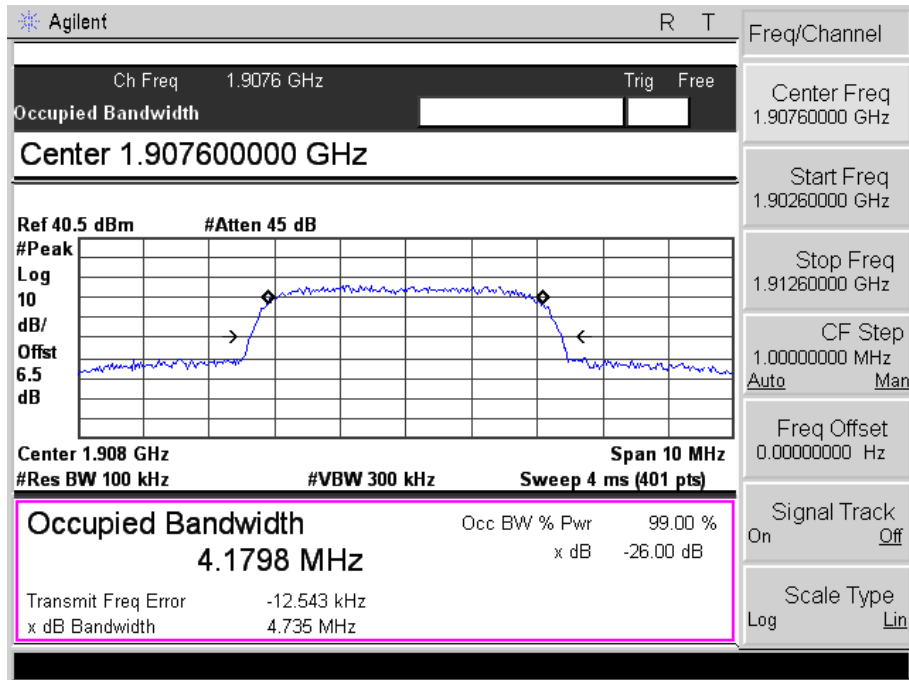 Agilent R T
Ch Freq 1.9076 GHz Trig Free
Occupied Bandwidth
Center 1.907600000 GHz
Ref 40.5 dBm #Atten 45 dB
#Peak
Log
10
dB/
Offst
6.5
dB
Center 1.908 GHz Span 10 MHz
#Res BW 100 kHz #VBW 300 kHz Sweep 4 ms (401 pts)
Occupied Bandwidth Occ BW % Pwr 99.00 %
4.1798 MHz x dB -26.00 dB
Transmit Freq Error -12.543 kHz
x dB Bandwidth 4.735 MHz
Freq/Channel
Center Freq
1.90760000 GHz
Start Freq
1.90260000 GHz
Stop Freq
1.91260000 GHz
CF Step
1.00000000 MHz
Auto Man
Freq Offset
0.00000000 Hz
Signal Track
On Off
Scale Type
Log Lin